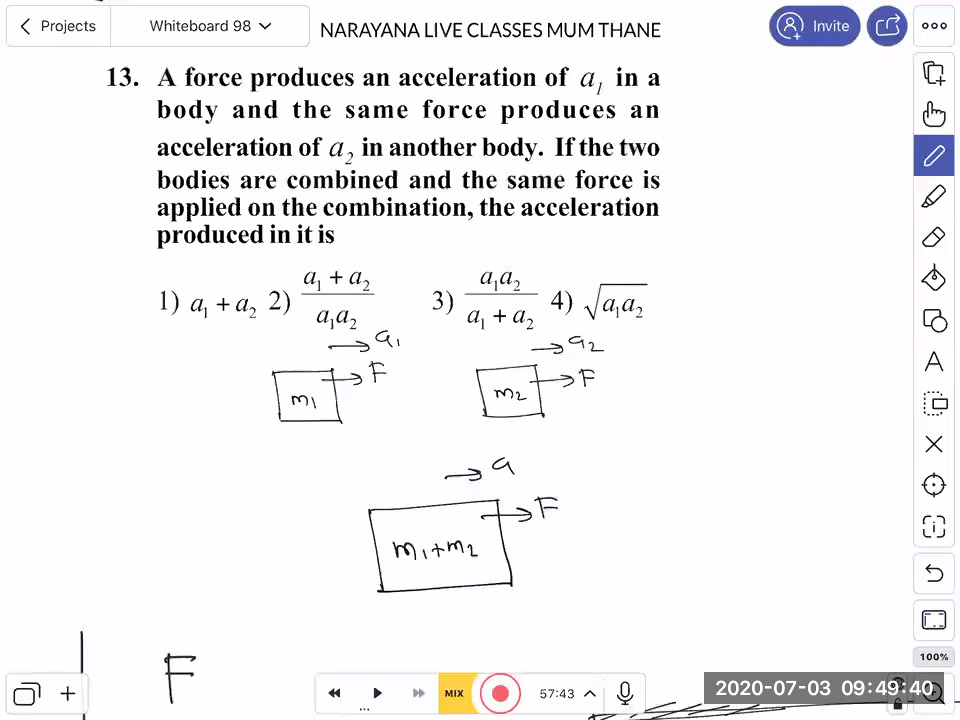 Projects
Whiteboard 98
NARAYANA LIVE CLASSES MUM THANE
Invite
13. A force produces an acceleration of a₁ in a
body and the same force produces an
acceleration of a₂ in another body. If the two
bodies are combined and the same force is
applied on the combination, the acceleration
produced in it is
1) a₁ + a₂ 2) (a₁ + a₂)/(a₁a₂) 3) (a₁a₂)/(a₁ + a₂) 4) √(a₁a₂)
a₁
F
m₁
a₂
F
m₂
a
F
m₁+m₂
F
MIX
57:43
100%
2020-07-03 09:49:40